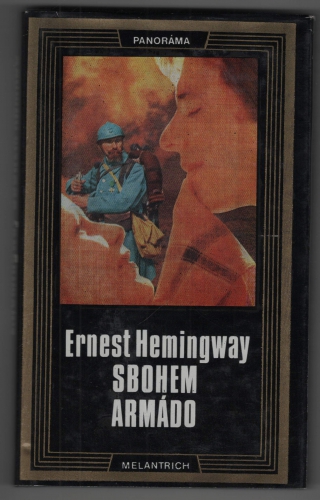 PANORÁMA
Ernest Hemingway
SBOHEM
ARMÁDO
MELANTRICH